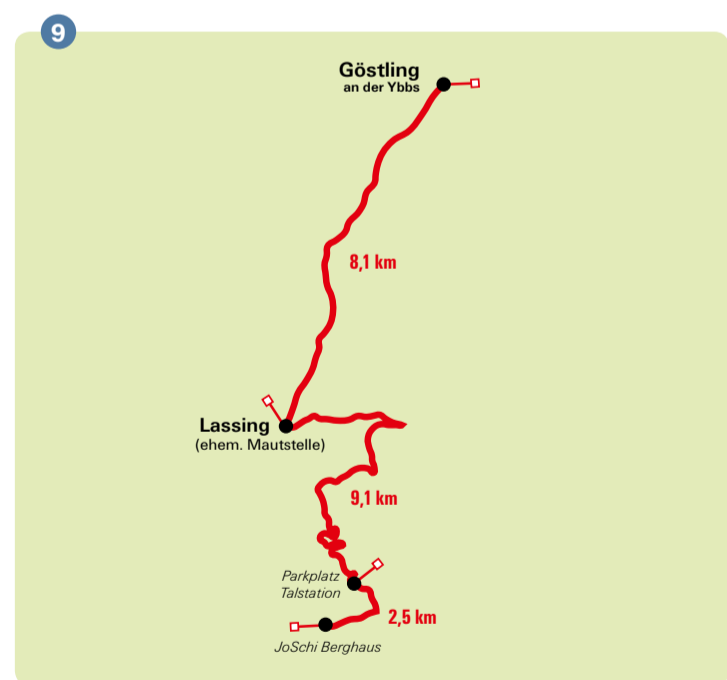 9
Göstling
an der Ybbs
8,1 km
Lassing
(ehem. Mautstelle)
9,1 km
Parkplatz
Talstation
2,5 km
JoSchi Berghaus